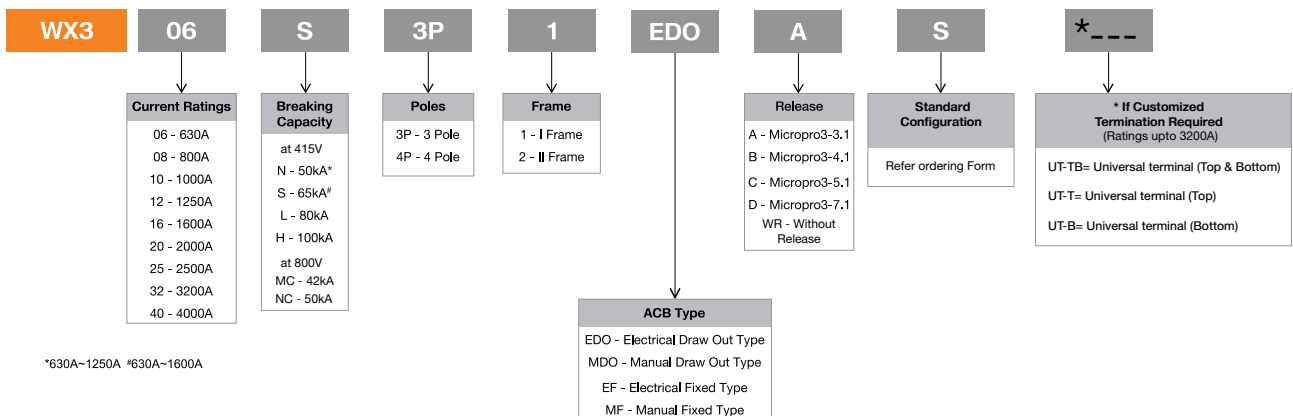 WX3 06 S 3P 1 EDO A S *___
Current Ratings
06 - 630A
08 - 800A
10 - 1000A
12 - 1250A
16 - 1600A
20 - 2000A
25 - 2500A
32 - 3200A
40 - 4000A
Breaking
Capacity
at 415V
N - 50kA*
S - 65kA#
L - 80kA
H - 100kA
at 800V
MC - 42kA
NC - 50kA
Poles
3P - 3 Pole
4P - 4 Pole
Frame
1 - I Frame
2 - II Frame
Release
A - Micropro3-3.1
B - Micropro3-4.1
C - Micropro3-5.1
D - Micropro3-7.1
WR - Without
Release
Standard
Configuration
Refer ordering Form
* If Customized
Termination Required
(Ratings upto 3200A)
UT-TB= Universal terminal (Top & Bottom)
UT-T= Universal terminal (Top)
UT-B= Universal terminal (Bottom)
ACB Type
EDO - Electrical Draw Out Type
MDO - Manual Draw Out Type
EF - Electrical Fixed Type
MF - Manual Fixed Type
*630A~1250A #630A~1600A